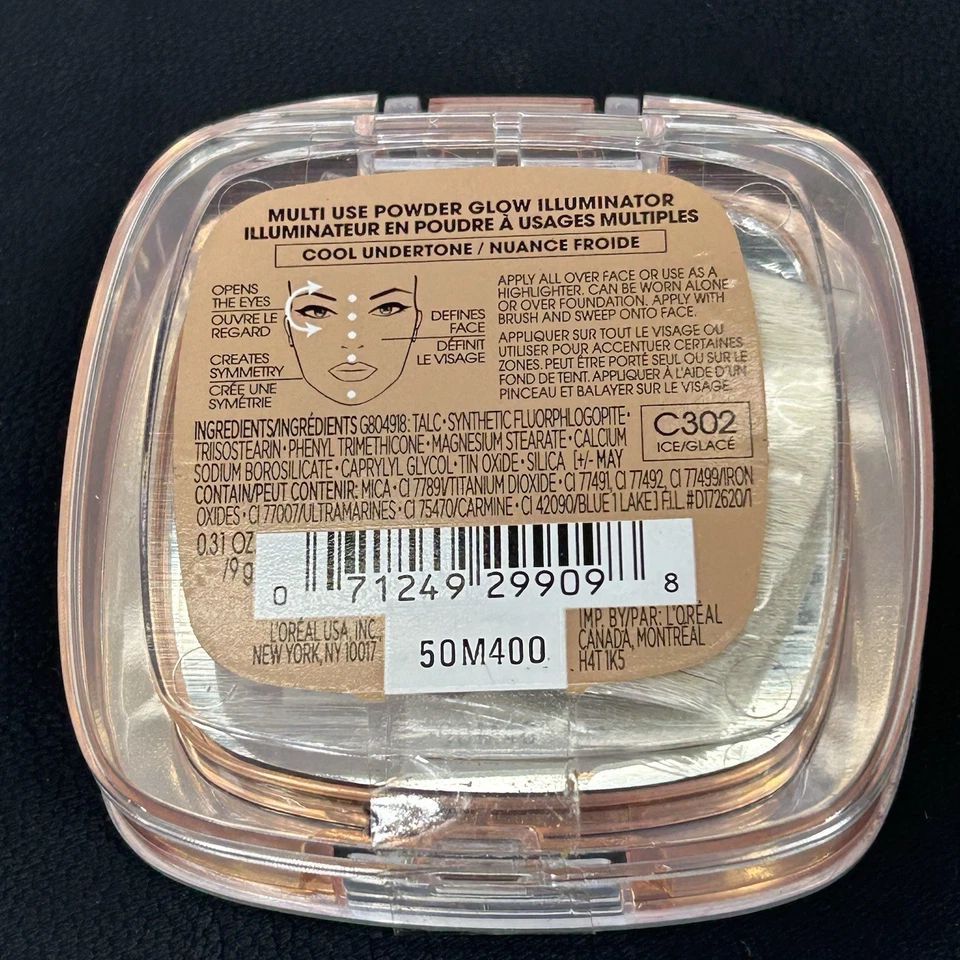 MULTI USE POWDER GLOW ILLUMINATOR
ILLUMINATEUR EN POUDRE À USAGES MULTIPLES
COOL UNDERTONE / NUANCE FROIDE
OPENS
THE EYES
OUVRE LE
REGARD
CREATES
SYMMETRY
CRÉE UNE
SYMÉTRIE
DEFINES
FACE
DÉFINIT
LE VISAGE
APPLY ALL OVER FACE OR USE AS A
HIGHLIGHTER. CAN BE WORN ALONE
OR OVER FOUNDATION. APPLY WITH
BRUSH AND SWEEP ONTO FACE.
APPLIQUER SUR TOUT LE VISAGE OU
UTILISER POUR ACCENTUER CERTAINES
ZONES. PEUT ÊTRE PORTÉ SEUL OU SUR LE
FOND DE TEINT. APPLIQUER À L'AIDE D'UN
PINCEAU ET BALAYER SUR LE VISAGE.
INGREDIENTS/INGRÉDIENTS G804918: TALC • SYNTHETIC FLUORPHLOGOPITE •
TRIISOSTEARIN • PHENYL TRIMETHICONE • MAGNESIUM STEARATE • CALCIUM
SODIUM BOROSILICATE • CAPRYLYL GLYCOL • TIN OXIDE • SILICA [+/- MAY
CONTAIN/PEUT CONTENIR: MICA • CI 77891/TITANIUM DIOXIDE • CI 77491, CI 77492, CI 77499/IRON
OXIDES • CI 77007/ULTRAMARINES • CI 75470/CARMINE • CI 42090/BLUE 1 LAKE] F.I.L. #D172620/1
C302
ICE/GLACÉ
0.31 OZ
/9 g
0 71249 29909 8
L'ORÉAL USA, INC.,
NEW YORK, NY 10017
50M400
IMP. BY/PAR: L'ORÉAL
CANADA, MONTRÉAL
H4T 1K5